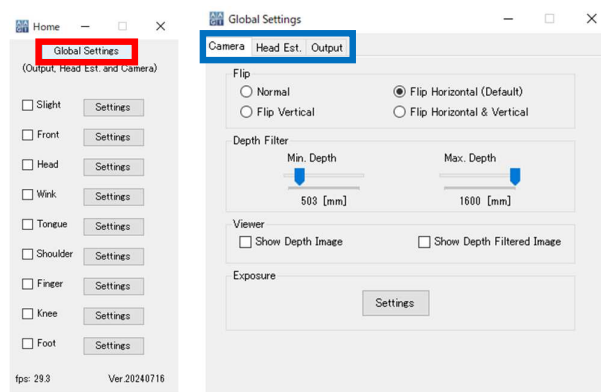 Home
Global Settings
(Output, Head Est. and Camera)
Slight Settings
Front Settings
Head Settings
Wink Settings
Tongue Settings
Shoulder Settings
Finger Settings
Knee Settings
Foot Settings
fps: 29.3 Ver.20240716
Global Settings
Camera Head Est. Output
Flip
Normal Flip Horizontal (Default)
Flip Vertical Flip Horizontal & Vertical
Depth Filter
Min. Depth Max. Depth
503 [mm] 1600 [mm]
Viewer
Show Depth Image Show Depth Filtered Image
Exposure
Settings